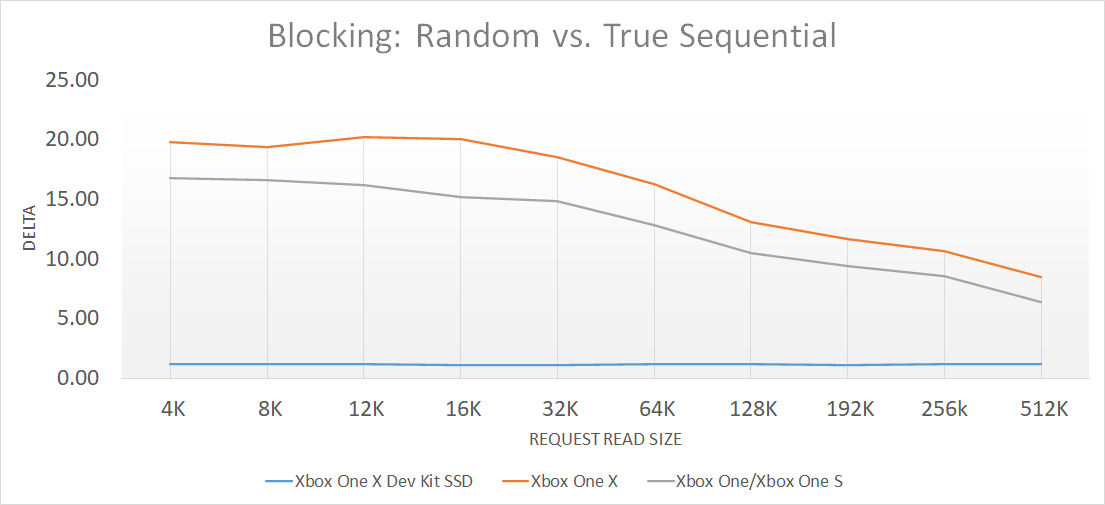 Blocking: Random vs. True Sequential
25.00
20.00
15.00
10.00
5.00
0.00
DELTA
4K 8K 12K 16K 32K 64K 128K 192K 256k 512K
REQUEST READ SIZE
Xbox One X Dev Kit SSD Xbox One X Xbox One/Xbox One S